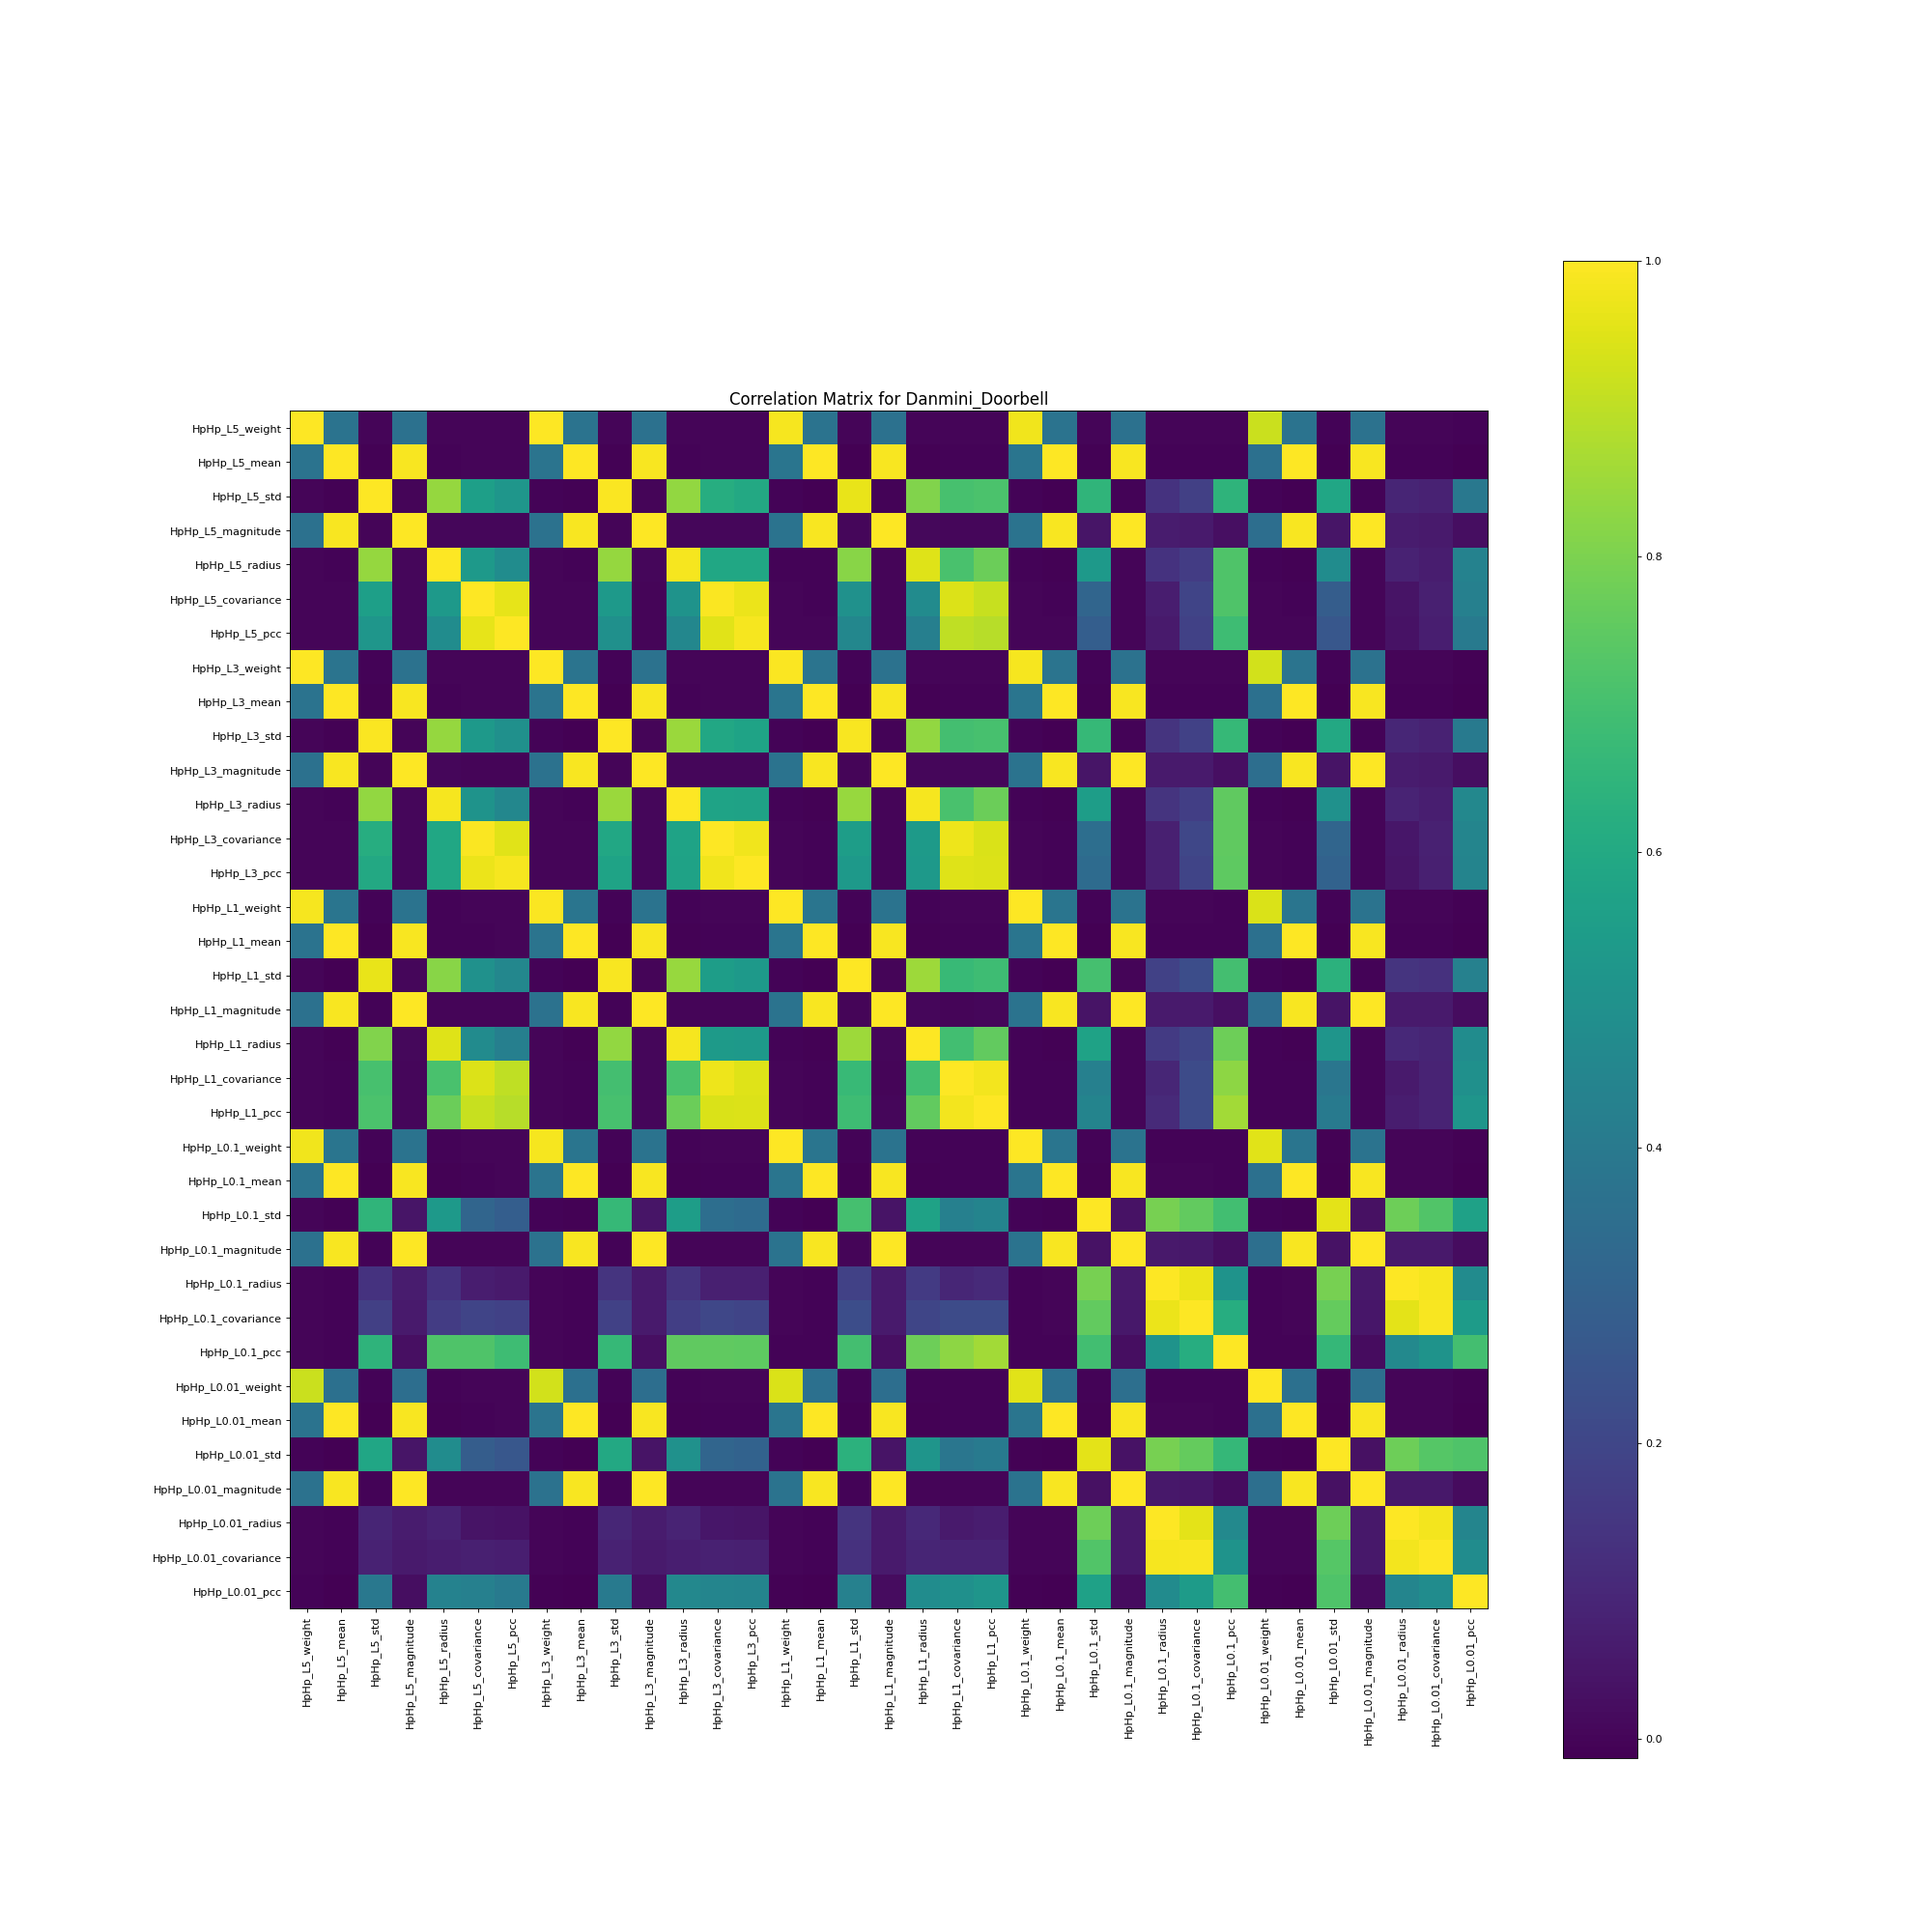 Correlation Matrix for Danmini_Doorbell
HpHp_L5_weight
HpHp_L5_mean
HpHp_L5_std
HpHp_L5_magnitude
HpHp_L5_radius
HpHp_L5_covariance
HpHp_L5_pcc
HpHp_L3_weight
HpHp_L3_mean
HpHp_L3_std
HpHp_L3_magnitude
HpHp_L3_radius
HpHp_L3_covariance
HpHp_L3_pcc
HpHp_L1_weight
HpHp_L1_mean
HpHp_L1_std
HpHp_L1_magnitude
HpHp_L1_radius
HpHp_L1_covariance
HpHp_L1_pcc
HpHp_L0.1_weight
HpHp_L0.1_mean
HpHp_L0.1_std
HpHp_L0.1_magnitude
HpHp_L0.1_radius
HpHp_L0.1_covariance
HpHp_L0.1_pcc
HpHp_L0.01_weight
HpHp_L0.01_mean
HpHp_L0.01_std
HpHp_L0.01_magnitude
HpHp_L0.01_radius
HpHp_L0.01_covariance
HpHp_L0.01_pcc
HpHp_L5_weight
HpHp_L5_mean
HpHp_L5_std
HpHp_L5_magnitude
HpHp_L5_radius
HpHp_L5_covariance
HpHp_L5_pcc
HpHp_L3_weight
HpHp_L3_mean
HpHp_L3_std
HpHp_L3_magnitude
HpHp_L3_radius
HpHp_L3_covariance
HpHp_L3_pcc
HpHp_L1_weight
HpHp_L1_mean
HpHp_L1_std
HpHp_L1_magnitude
HpHp_L1_radius
HpHp_L1_covariance
HpHp_L1_pcc
HpHp_L0.1_weight
HpHp_L0.1_mean
HpHp_L0.1_std
HpHp_L0.1_magnitude
HpHp_L0.1_radius
HpHp_L0.1_covariance
HpHp_L0.1_pcc
HpHp_L0.01_weight
HpHp_L0.01_mean
HpHp_L0.01_std
HpHp_L0.01_magnitude
HpHp_L0.01_radius
HpHp_L0.01_covariance
HpHp_L0.01_pcc
1.0
0.8
0.6
0.4
0.2
0.0